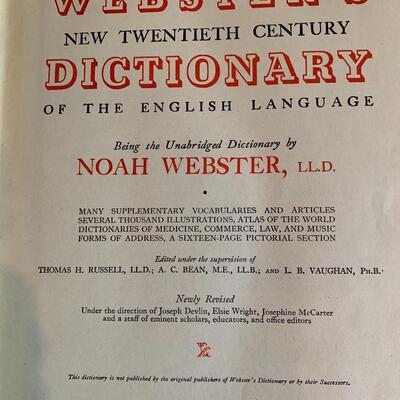 WEBSTER'S
NEW TWENTIETH CENTURY
DICTIONARY
OF THE ENGLISH LANGUAGE
Being the Unabridged Dictionary by
NOAH WEBSTER, LL.D.
•
MANY SUPPLEMENTARY VOCABULARIES AND ARTICLES
SEVERAL THOUSAND ILLUSTRATIONS, ATLAS OF THE WORLD
DICTIONARIES OF MEDICINE, COMMERCE, LAW, AND MUSIC
FORMS OF ADDRESS, A SIXTEEN-PAGE PICTORIAL SECTION
Edited under the supervision of
THOMAS H. RUSSELL, LL.D.; A. C. BEAN, M.E., LL.B.; AND L. B. VAUGHAN, PH.B.
Newly Revised
Under the direction of Joseph Devlin, Elsie Wright, Josephine McCarter
and a staff of eminent scholars, educators, and office editors
This dictionary is not published by the original publishers of Webster's Dictionary or by their Successors.